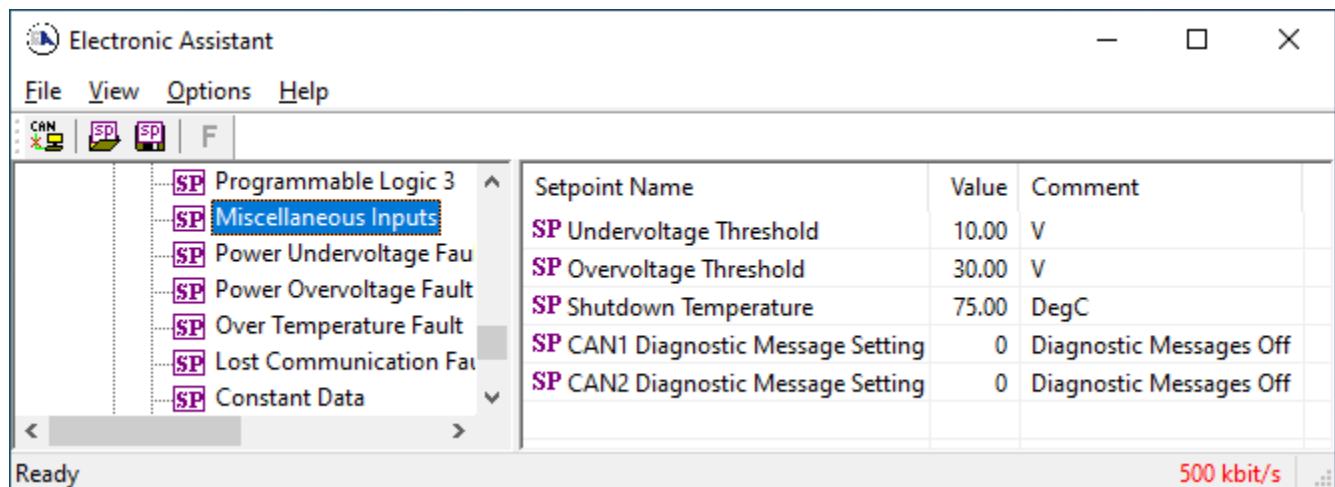 Electronic Assistant
File View Options Help
CAN SP SP F
SP Programmable Logic 3
SP Miscellaneous Inputs
SP Power Undervoltage Fau
SP Power Overvoltage Fault
SP Over Temperature Fault
SP Lost Communication Fau
SP Constant Data
Setpoint Name Value Comment
SP Undervoltage Threshold 10.00 V
SP Overvoltage Threshold 30.00 V
SP Shutdown Temperature 75.00 DegC
SP CAN1 Diagnostic Message Setting 0 Diagnostic Messages Off
SP CAN2 Diagnostic Message Setting 0 Diagnostic Messages Off
Ready 500 kbit/s